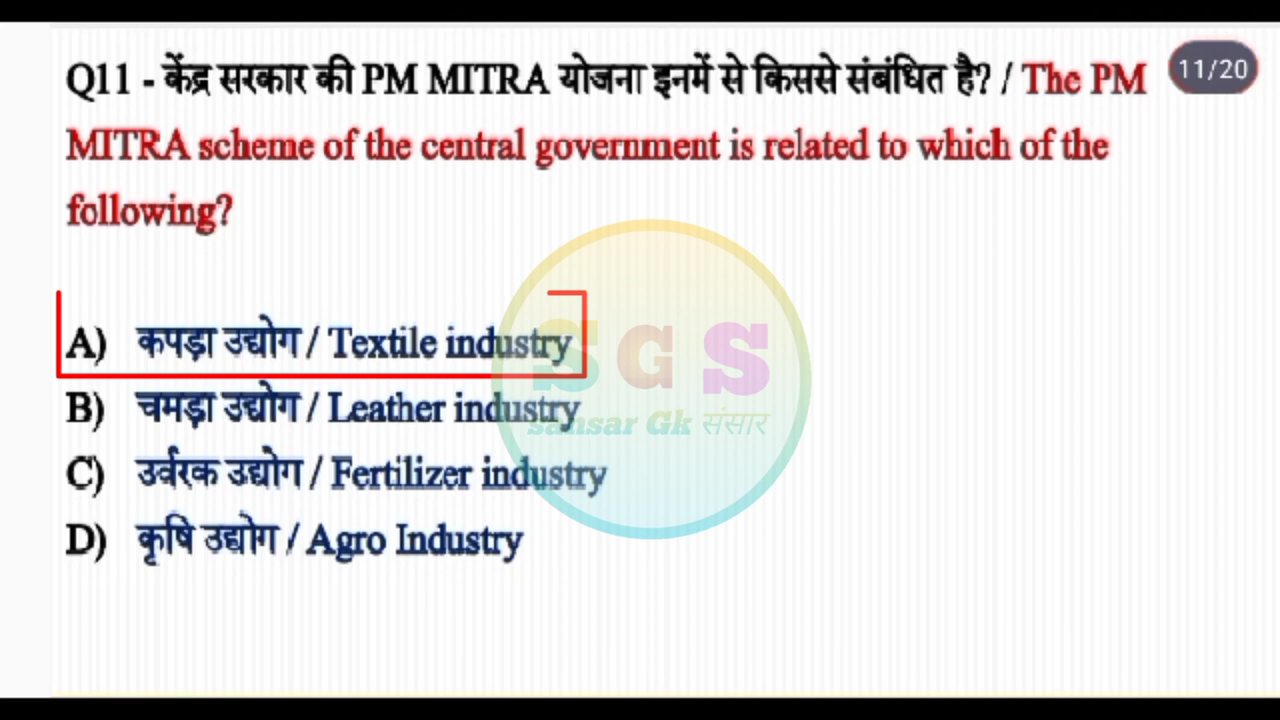 Q11 - केंद्र सरकार की PM MITRA योजना इनमें से किससे संबंधित है? / The PM
11/20
MITRA scheme of the central government is related to which of the
following?
A) कपड़ा उद्योग / Textile industry
B) चमड़ा उद्योग / Leather industry
C) उर्वरक उद्योग / Fertilizer industry
D) कृषि उद्योग / Agro Industry
SGS
Sansar Gk संसार